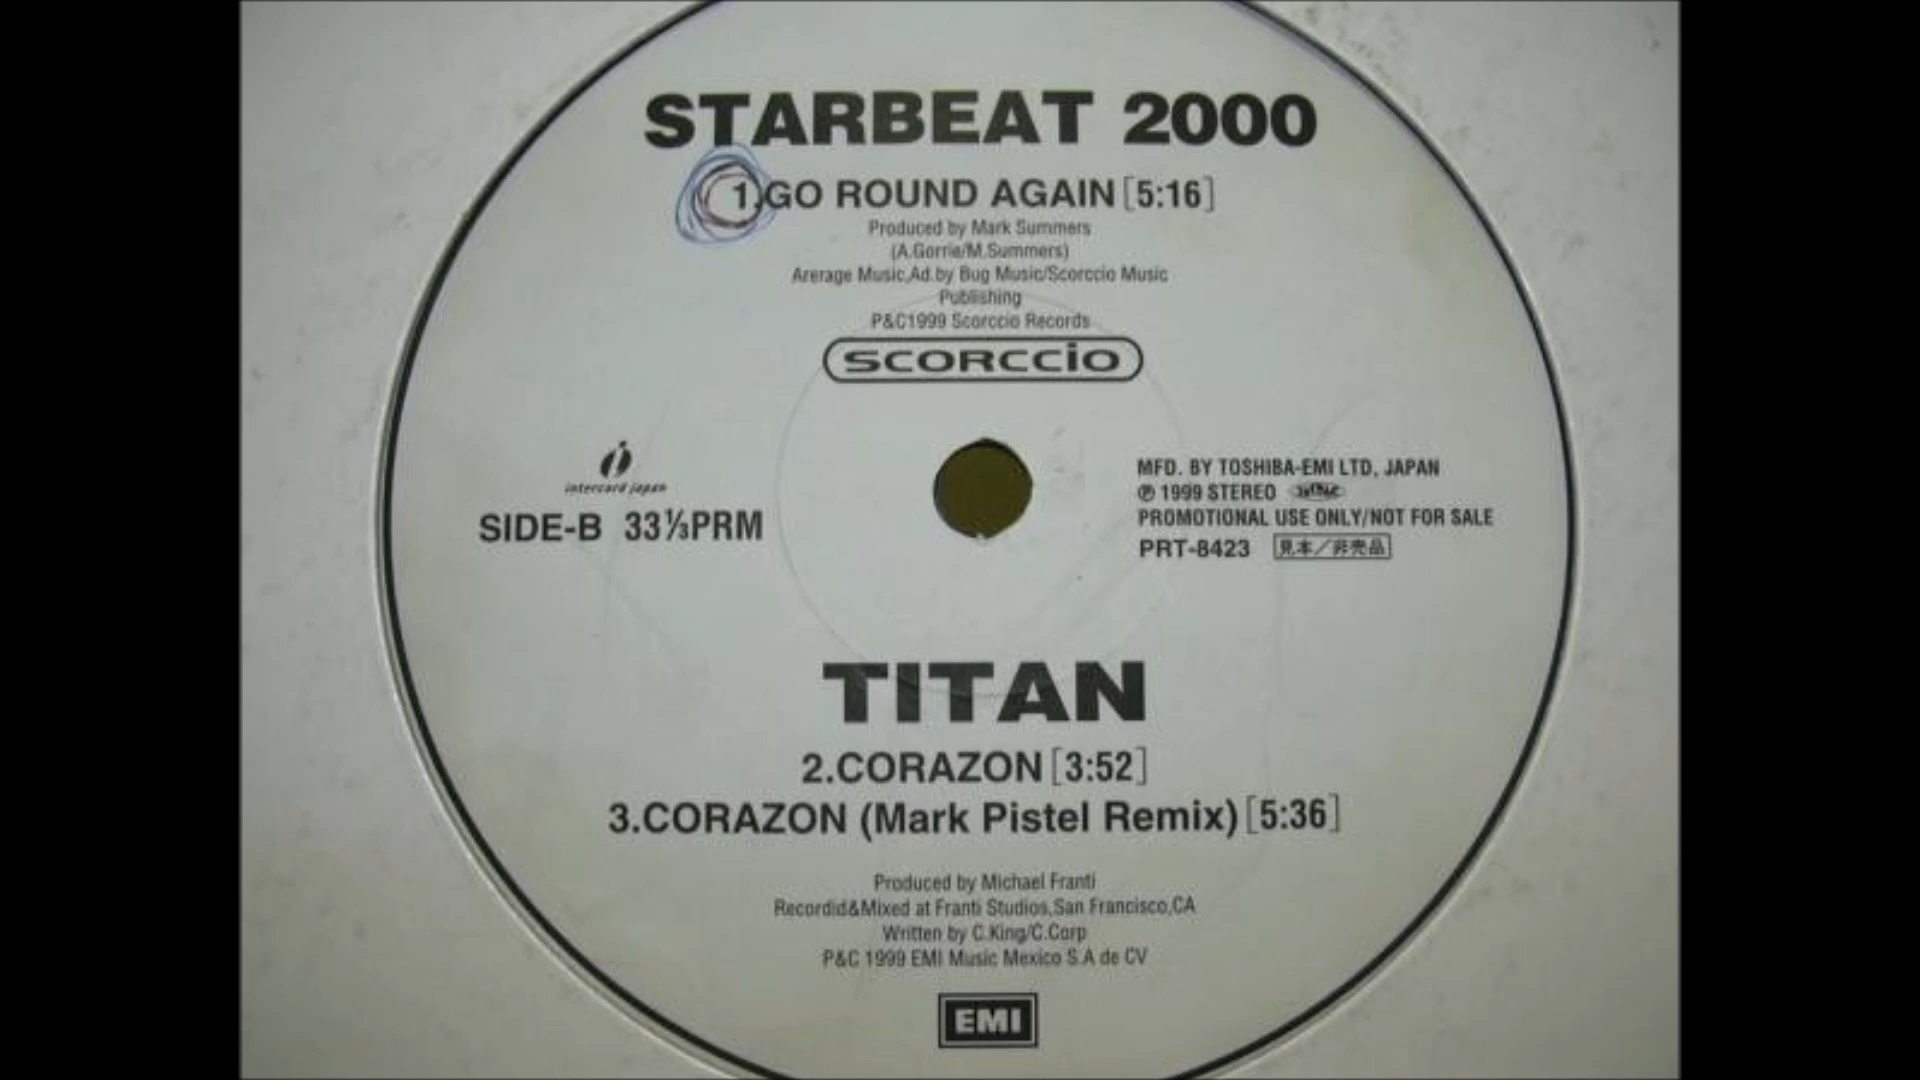 STARBEAT 2000
1.GO ROUND AGAIN [5:16]
Produced by Mark Summers
(A.Gorrie/M.Summers)
Arerage Music,Ad.by Bug Music/Scorccio Music
Publishing
P&C1999 Scorccio Records
SCORCCiO
intercord japan
SIDE-B 33⅓PRM
MFD. BY TOSHIBA-EMI LTD, JAPAN
℗ 1999 STEREO
PROMOTIONAL USE ONLY/NOT FOR SALE
PRT-8423 見本/非売品
TITAN
2.CORAZON [3:52]
3.CORAZON (Mark Pistel Remix) [5:36]
Produced by Michael Franti
Recordid&Mixed at Franti Studios,San Francisco,CA
Written by C.King/C.Corp
P&C 1999 EMI Music Mexico S.A de CV
EMI